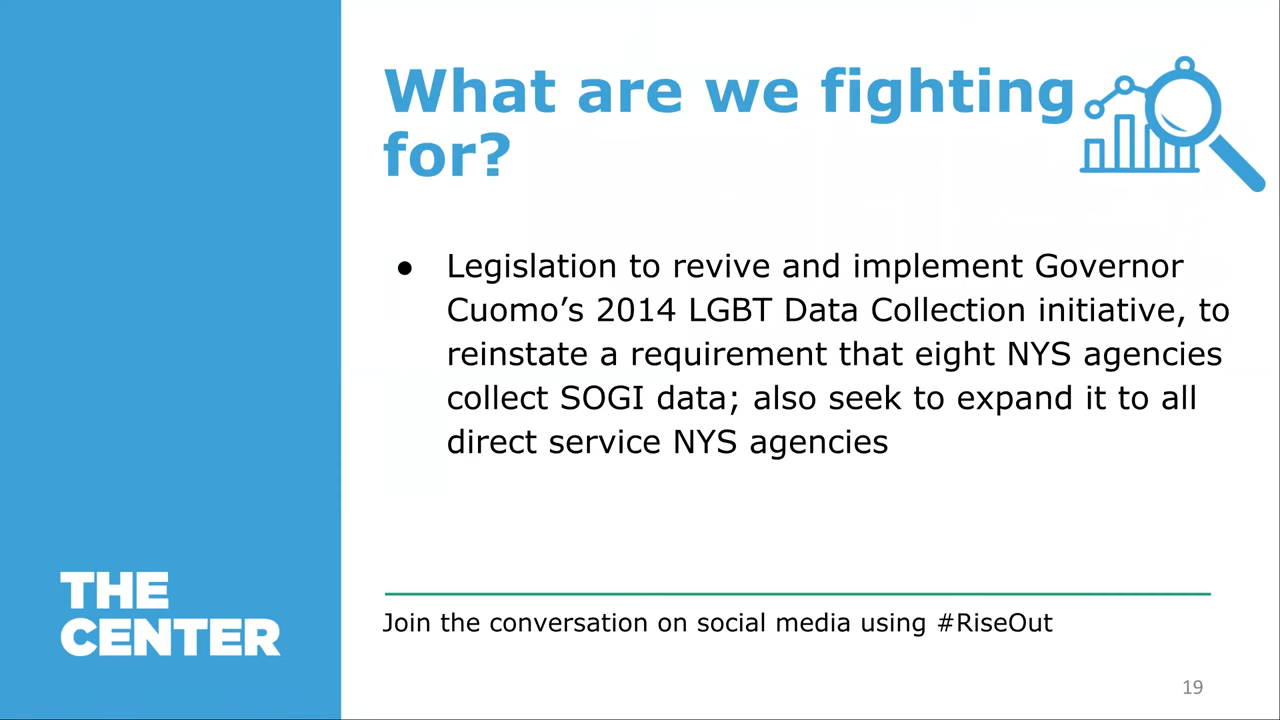 What are we fighting
for?
● Legislation to revive and implement Governor
Cuomo’s 2014 LGBT Data Collection initiative, to
reinstate a requirement that eight NYS agencies
collect SOGI data; also seek to expand it to all
direct service NYS agencies
THE
CENTER
Join the conversation on social media using #RiseOut
19